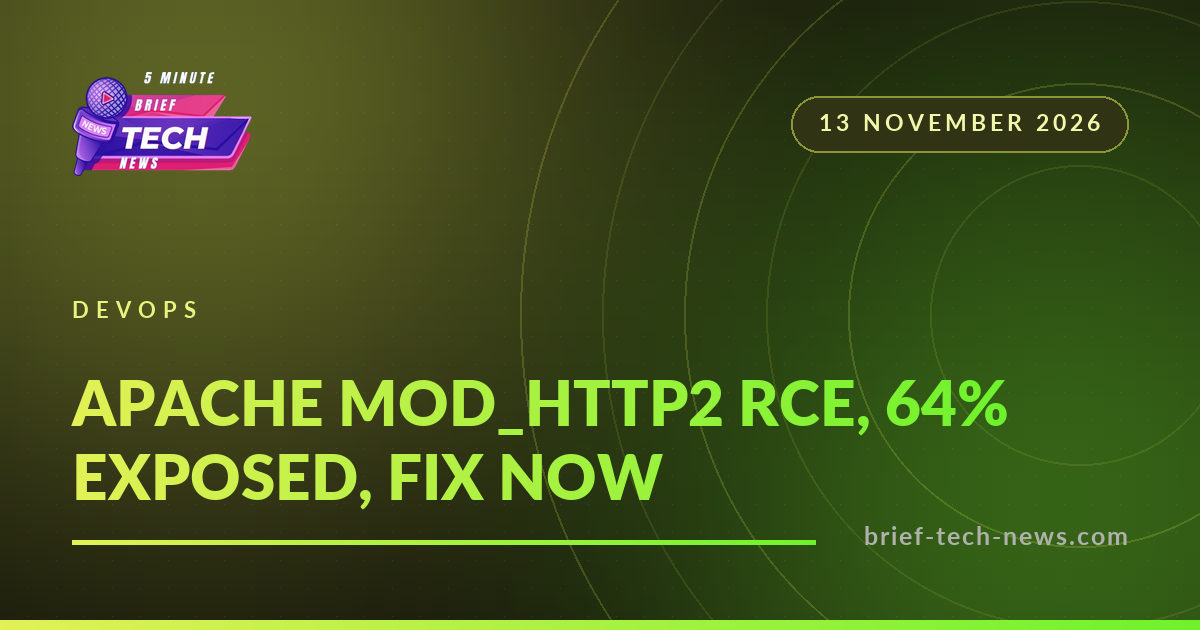 5 MINUTE
BRIEF
NEWS
TECH
NEWS
13 NOVEMBER 2026
DEVOPS
APACHE MOD_HTTP2 RCE, 64%
EXPOSED, FIX NOW
brief-tech-news.com